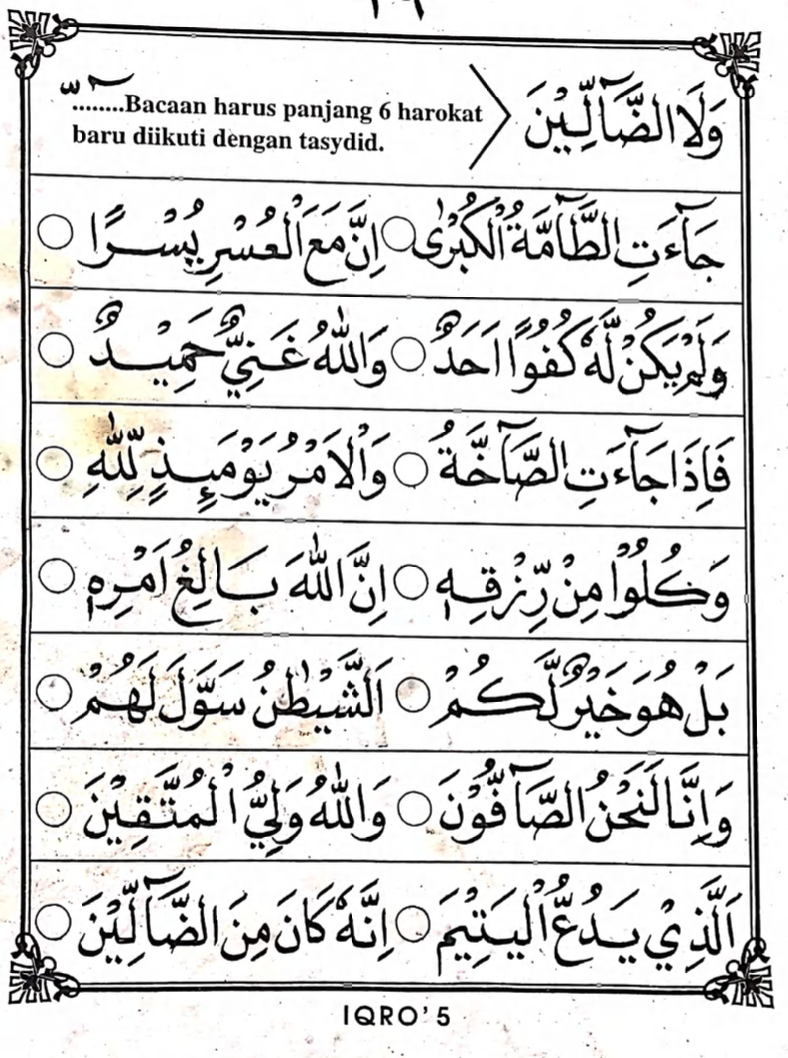 وَلَا الضَّآلِّيْنَ
ـّٓ........Bacaan harus panjang 6 harokat
baru diikuti dengan tasydid.
جَآءَتِ الطَّآمَّةُ الْكُبْرٰى ○ اِنَّ مَعَ الْعُسْرِ يُسْرًا ○
وَلَمْ يَكُنْ لَّهٗ كُفُوًا اَحَدٌ ○ وَاللّٰهُ غَنِيٌّ حَمِيْدٌ ○
فَاِذَا جَآءَتِ الصَّآخَّةُ ○ وَالْاَمْرُ يَوْمَئِذٍ لِّلّٰهِ ○
وَكُلُوْا مِنْ رِّزْقِهٖ ○ اِنَّ اللّٰهَ بَالِغُ اَمْرِهٖ ○
بَلْ هُوَ خَيْرٌ لَّكُمْ ○ اَلشَّيْطٰنُ سَوَّلَ لَهُمْ ○
وَاِنَّا لَنَحْنُ الصَّآفُّوْنَ ○ وَاللّٰهُ وَلِيُّ الْمُتَّقِيْنَ ○
اَلَّذِيْ يَدُعُّ الْيَتِيْمَ ○ اِنَّهٗ كَانَ مِنَ الضَّآلِّيْنَ ○
IQRO' 5